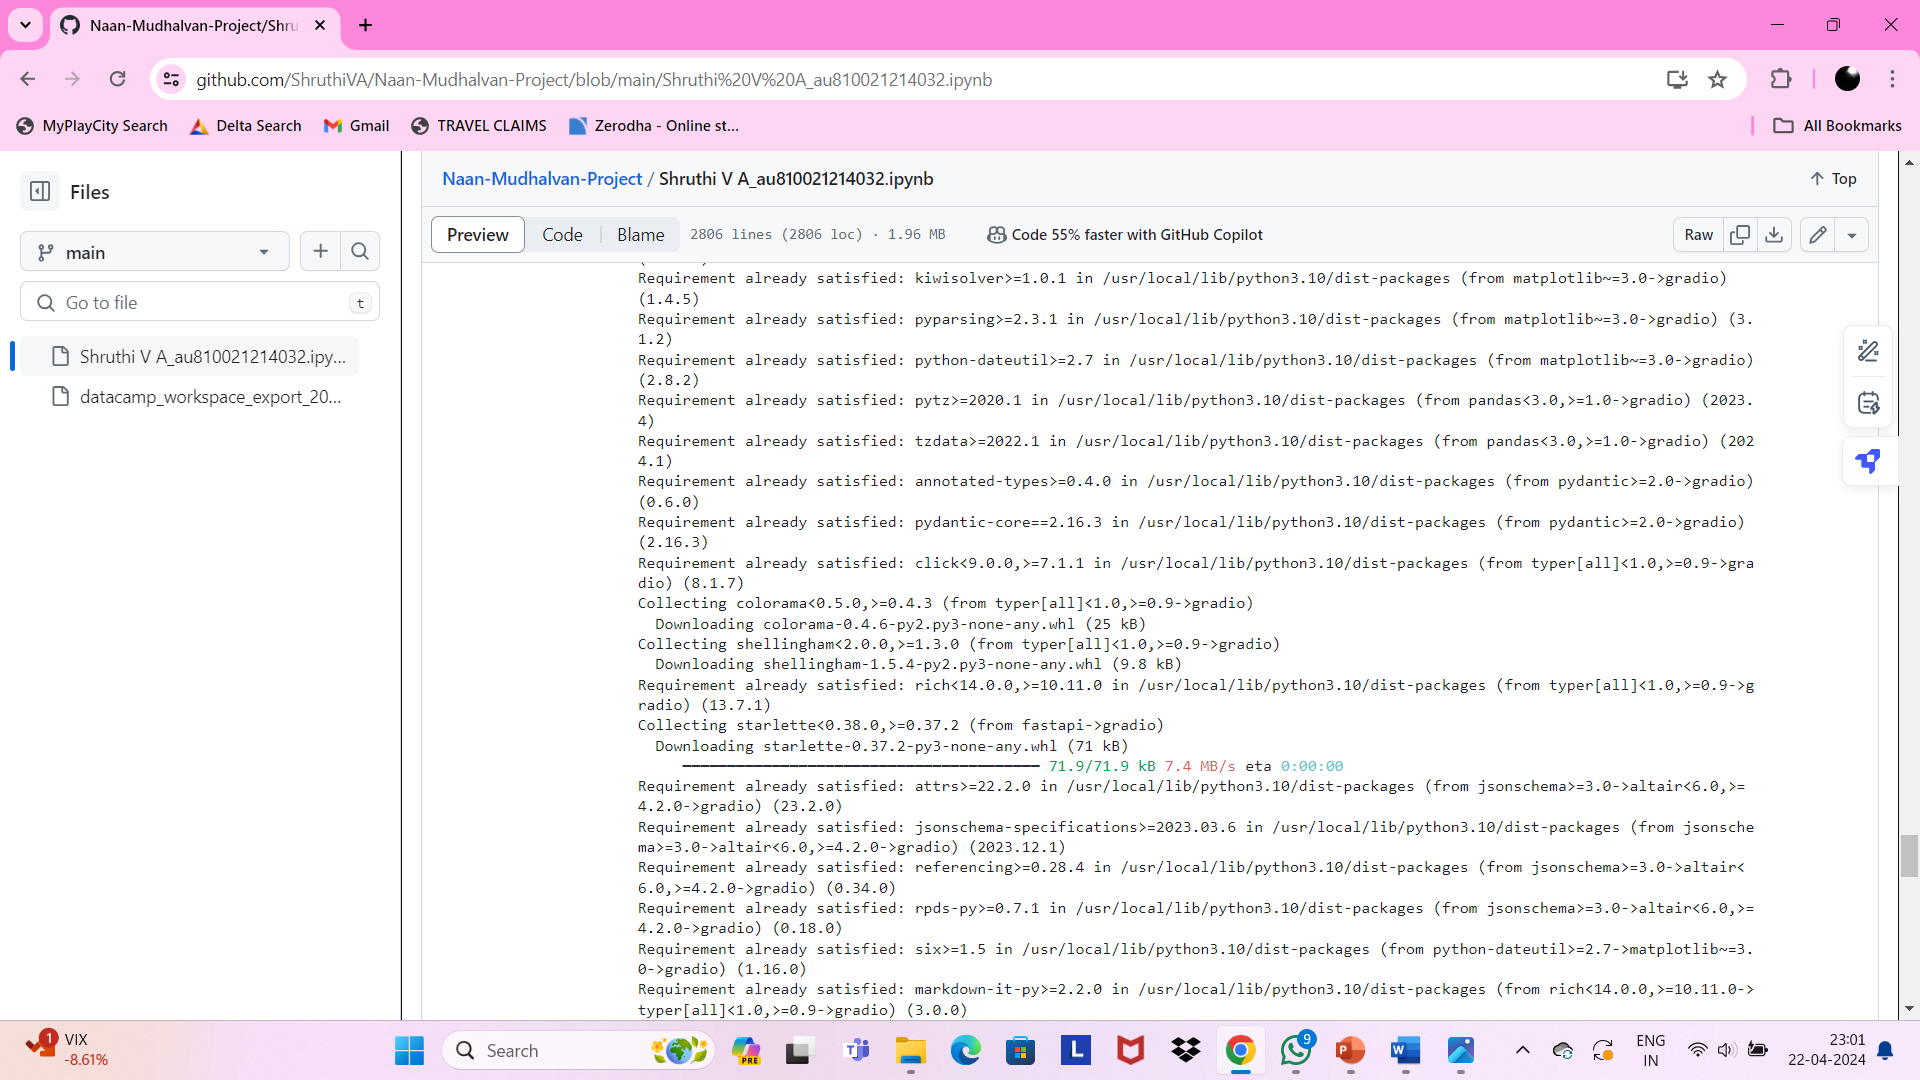 Naan-Mudhalvan-Project/Shru
github.com/ShruthiVA/Naan-Mudhalvan-Project/blob/main/Shruthi%20V%20A_au810021214032.ipynb
MyPlayCity Search
Delta Search
Gmail
TRAVEL CLAIMS
Zerodha - Online st...
All Bookmarks
Files
main
Go to file
t
Shruthi V A_au810021214032.ipy...
datacamp_workspace_export_20...
Naan-Mudhalvan-Project / Shruthi V A_au810021214032.ipynb
Top
Preview
Code
Blame
2806 lines (2806 loc) · 1.96 MB
Code 55% faster with GitHub Copilot
Raw
Requirement already satisfied: kiwisolver>=1.0.1 in /usr/local/lib/python3.10/dist-packages (from matplotlib~=3.0->gradio)
(1.4.5)
Requirement already satisfied: pyparsing>=2.3.1 in /usr/local/lib/python3.10/dist-packages (from matplotlib~=3.0->gradio) (3.
1.2)
Requirement already satisfied: python-dateutil>=2.7 in /usr/local/lib/python3.10/dist-packages (from matplotlib~=3.0->gradio)
(2.8.2)
Requirement already satisfied: pytz>=2020.1 in /usr/local/lib/python3.10/dist-packages (from pandas<3.0,>=1.0->gradio) (2023.
4)
Requirement already satisfied: tzdata>=2022.1 in /usr/local/lib/python3.10/dist-packages (from pandas<3.0,>=1.0->gradio) (202
4.1)
Requirement already satisfied: annotated-types>=0.4.0 in /usr/local/lib/python3.10/dist-packages (from pydantic>=2.0->gradio)
(0.6.0)
Requirement already satisfied: pydantic-core==2.16.3 in /usr/local/lib/python3.10/dist-packages (from pydantic>=2.0->gradio)
(2.16.3)
Requirement already satisfied: click<9.0.0,>=7.1.1 in /usr/local/lib/python3.10/dist-packages (from typer[all]<1.0,>=0.9->gra
dio) (8.1.7)
Collecting colorama<0.5.0,>=0.4.3 (from typer[all]<1.0,>=0.9->gradio)
Downloading colorama-0.4.6-py2.py3-none-any.whl (25 kB)
Collecting shellingham<2.0.0,>=1.3.0 (from typer[all]<1.0,>=0.9->gradio)
Downloading shellingham-1.5.4-py2.py3-none-any.whl (9.8 kB)
Requirement already satisfied: rich<14.0.0,>=10.11.0 in /usr/local/lib/python3.10/dist-packages (from typer[all]<1.0,>=0.9->g
radio) (13.7.1)
Collecting starlette<0.38.0,>=0.37.2 (from fastapi->gradio)
Downloading starlette-0.37.2-py3-none-any.whl (71 kB)
71.9/71.9 kB 7.4 MB/s eta 0:00:00
Requirement already satisfied: attrs>=22.2.0 in /usr/local/lib/python3.10/dist-packages (from jsonschema>=3.0->altair<6.0,>=
4.2.0->gradio) (23.2.0)
Requirement already satisfied: jsonschema-specifications>=2023.03.6 in /usr/local/lib/python3.10/dist-packages (from jsonsche
ma>=3.0->altair<6.0,>=4.2.0->gradio) (2023.12.1)
Requirement already satisfied: referencing>=0.28.4 in /usr/local/lib/python3.10/dist-packages (from jsonschema>=3.0->altair<
6.0,>=4.2.0->gradio) (0.34.0)
Requirement already satisfied: rpds-py>=0.7.1 in /usr/local/lib/python3.10/dist-packages (from jsonschema>=3.0->altair<6.0,>=
4.2.0->gradio) (0.18.0)
Requirement already satisfied: six>=1.5 in /usr/local/lib/python3.10/dist-packages (from python-dateutil>=2.7->matplotlib~=3.
0->gradio) (1.16.0)
Requirement already satisfied: markdown-it-py>=2.2.0 in /usr/local/lib/python3.10/dist-packages (from rich<14.0.0,>=10.11.0->
typer[all]<1.0,>=0.9->gradio) (3.0.0)
1
VIX
-8.61%
Search
PRE
L
9
P
W
ENG
IN
23:01
22-04-2024